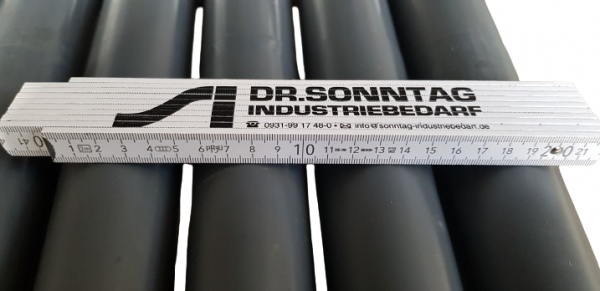 DR.SONNTAG
INDUSTRIEBEDARF
☎ 0931-99 17 48-0 - ✉ info@sonntag-industriebedarf.de
0 1 2 3 4 5 6 7 8 9 10 11 12 13 14 15 16 17 18 19 20 21